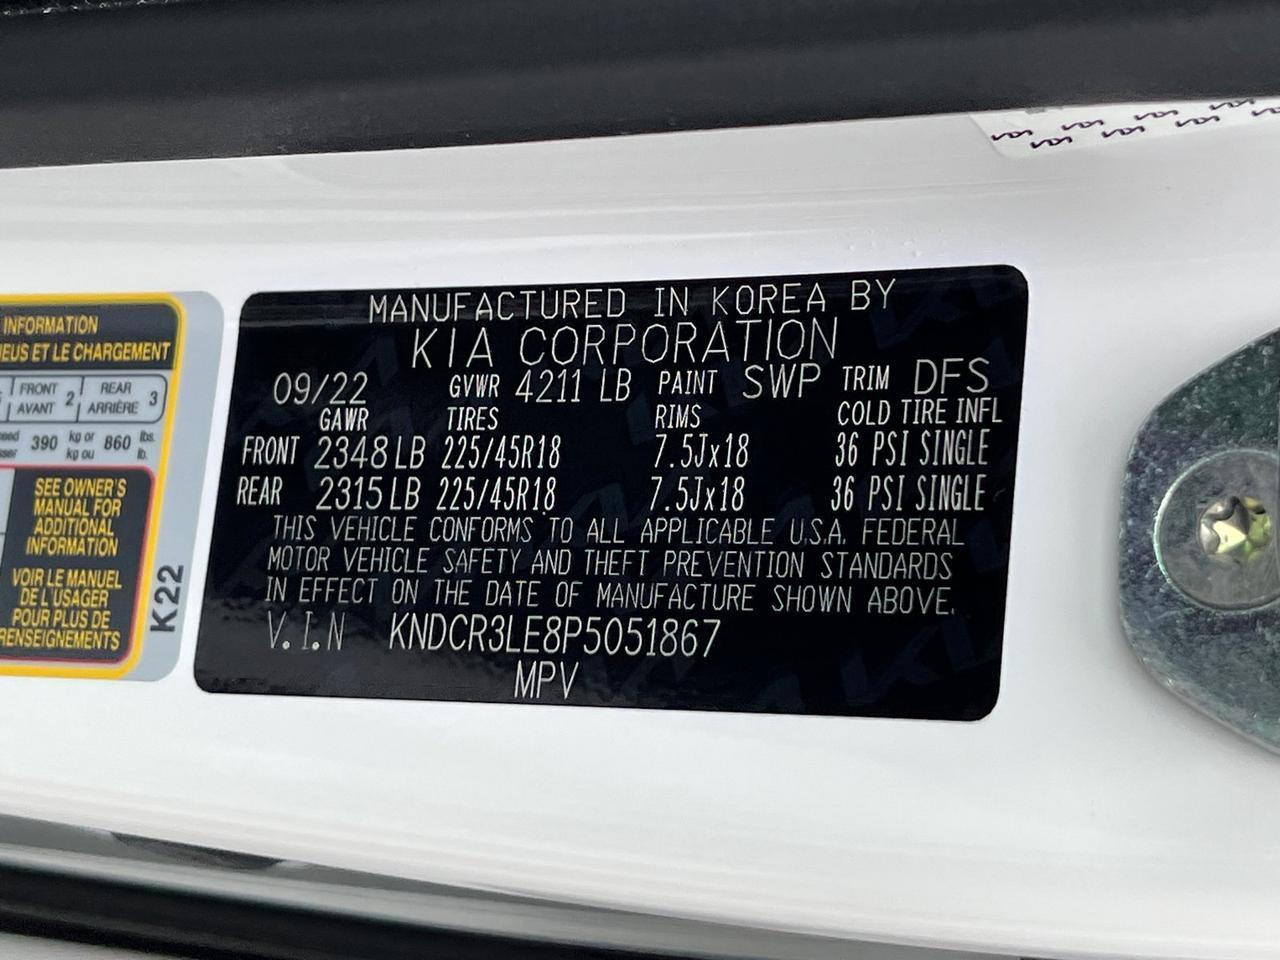 MANUFACTURED IN KOREA BY
KIA CORPORATION
09/22 GVWR 4211 LB PAINT SWP TRIM DFS
GAWR TIRES RIMS COLD TIRE INFL
FRONT 2348 LB 225/45R18 7.5Jx18 36 PSI SINGLE
REAR 2315 LB 225/45R18 7.5Jx18 36 PSI SINGLE
THIS VEHICLE CONFORMS TO ALL APPLICABLE U.S.A. FEDERAL
MOTOR VEHICLE SAFETY AND THEFT PREVENTION STANDARDS
IN EFFECT ON THE DATE OF MANUFACTURE SHOWN ABOVE.
V.I.N KNDCR3LE8P5051867
MPV
INFORMATION
ET LE CHARGEMENT
FRONT 2 REAR 3
AVANT ARRIÈRE
390 kg or 860 lbs.
kg ou lb.
SEE OWNER'S
MANUAL FOR
ADDITIONAL
INFORMATION
VOIR LE MANUEL
DE L'USAGER
POUR PLUS DE
RENSEIGNEMENTS
K22